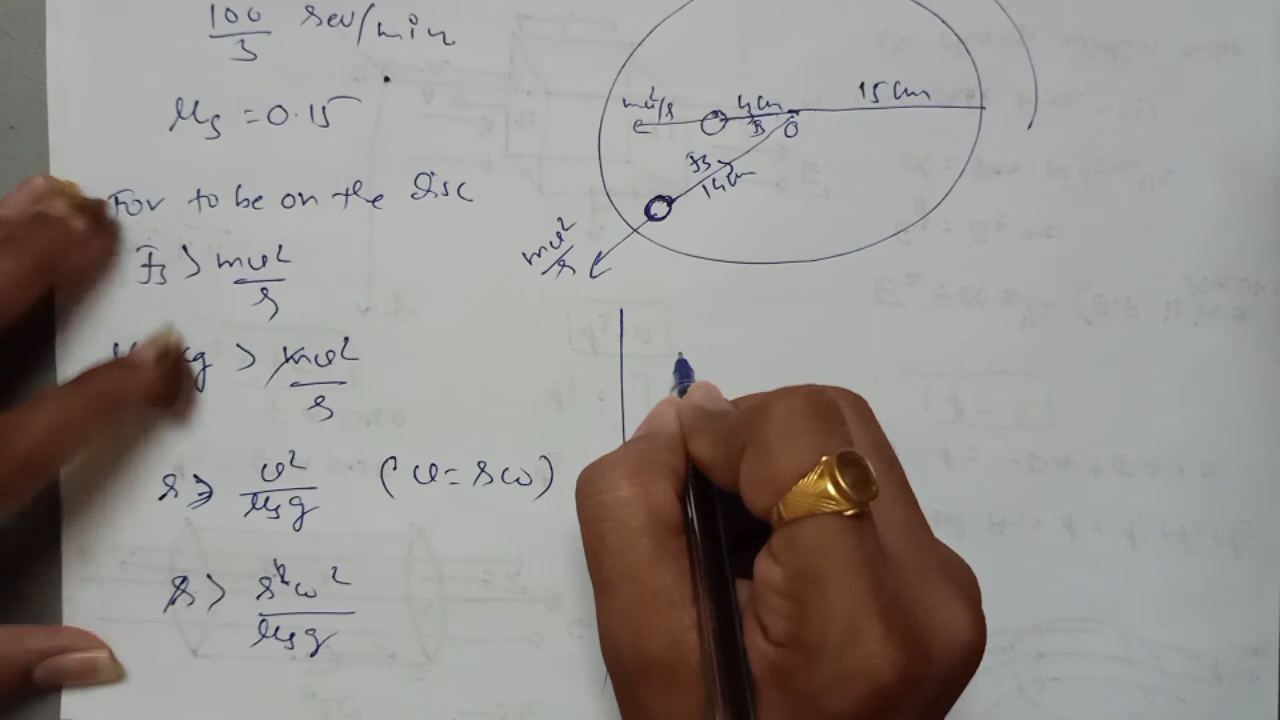 100/3 rev/min
μs = 0.15
For to be on the disc
fs > mv²/r
g > mv²/r
r ≥ v²/μsg (v = rω)
r > r²ω²/μsg
mv²/r
4cm
15cm
fs
O
fs
14cm
mv²/r